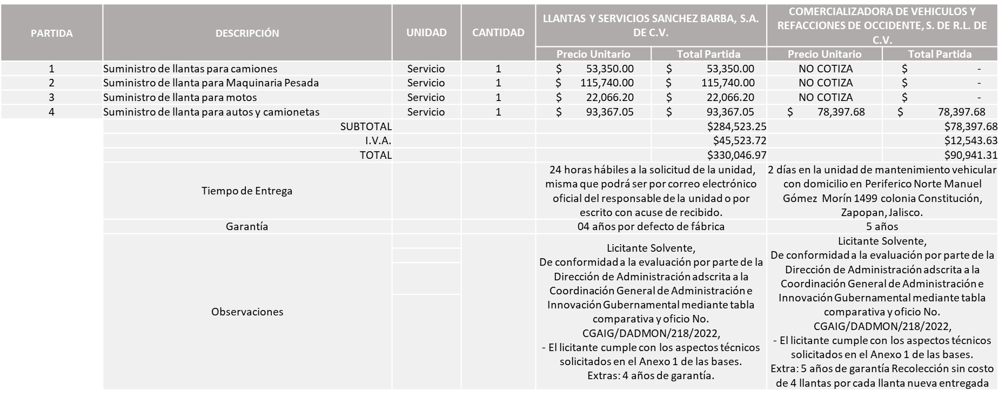 PARTIDA DESCRIPCIÓN UNIDAD CANTIDAD
LLANTAS Y SERVICIOS SANCHEZ BARBA, S.A.
DE C.V.
COMERCIALIZADORA DE VEHICULOS Y
REFACCIONES DE OCCIDENTE, S. DE R.L. DE
C.V.
Precio Unitario Total Partida Precio Unitario Total Partida
1 Suministro de llantas para camiones Servicio 1 $ 53,350.00 $ 53,350.00 NO COTIZA $ -
2 Suministro de llanta para Maquinaria Pesada Servicio 1 $ 115,740.00 $ 115,740.00 NO COTIZA $ -
3 Suministro de llanta para motos Servicio 1 $ 22,066.20 $ 22,066.20 NO COTIZA $ -
4 Suministro de llanta para autos y camionetas Servicio 1 $ 93,367.05 $ 93,367.05 $ 78,397.68 $ 78,397.68
SUBTOTAL $284,523.25 $78,397.68
I.V.A. $45,523.72 $12,543.63
TOTAL $330,046.97 $90,941.31
Tiempo de Entrega
24 horas hábiles a la solicitud de la unidad,
misma que podrá ser por correo electrónico
oficial del responsable de la unidad o por
escrito con acuse de recibido.
2 días en la unidad de mantenimiento vehicular
con domicilio en Periferico Norte Manuel
Gómez Morín 1499 colonia Constitución,
Zapopan, Jalisco.
Garantía 04 años por defecto de fábrica 5 años
Observaciones
Licitante Solvente,
De conformidad a la evaluación por parte de la
Dirección de Administración adscrita a la
Coordinación General de Administración e
Innovación Gubernamental mediante tabla
comparativa y oficio No.
CGAIG/DADMON/218/2022,
- El licitante cumple con los aspectos técnicos
solicitados en el Anexo 1 de las bases.
Extras: 4 años de garantía.
Licitante Solvente,
De conformidad a la evaluación por parte de la
Dirección de Administración adscrita a la
Coordinación General de Administración e
Innovación Gubernamental mediante tabla
comparativa y oficio No.
CGAIG/DADMON/218/2022,
- El licitante cumple con los aspectos técnicos
solicitados en el Anexo 1 de las bases.
Extra: 5 años de garantía Recolección sin costo
de 4 llantas por cada llanta nueva entregada